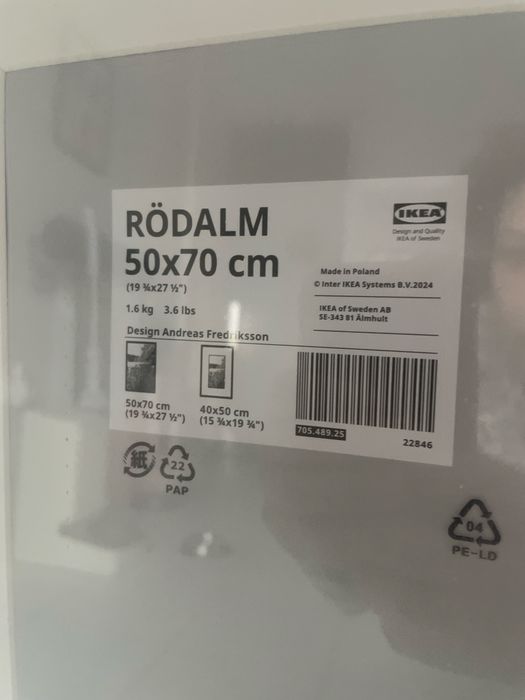 RÖDALM
50x70 cm
(19 ¾x27 ½")
1.6 kg 3.6 lbs
Design Andreas Fredriksson
50x70 cm
(19 ¾x27 ½")
40x50 cm
(15 ¾x19 ¾")
IKEA
Design and Quality
IKEA of Sweden
Made in Poland
© Inter IKEA Systems B.V.2024
IKEA of Sweden AB
SE-343 81 Älmhult
705.489.25
22846
紙
22
PAP
04
PE-LD